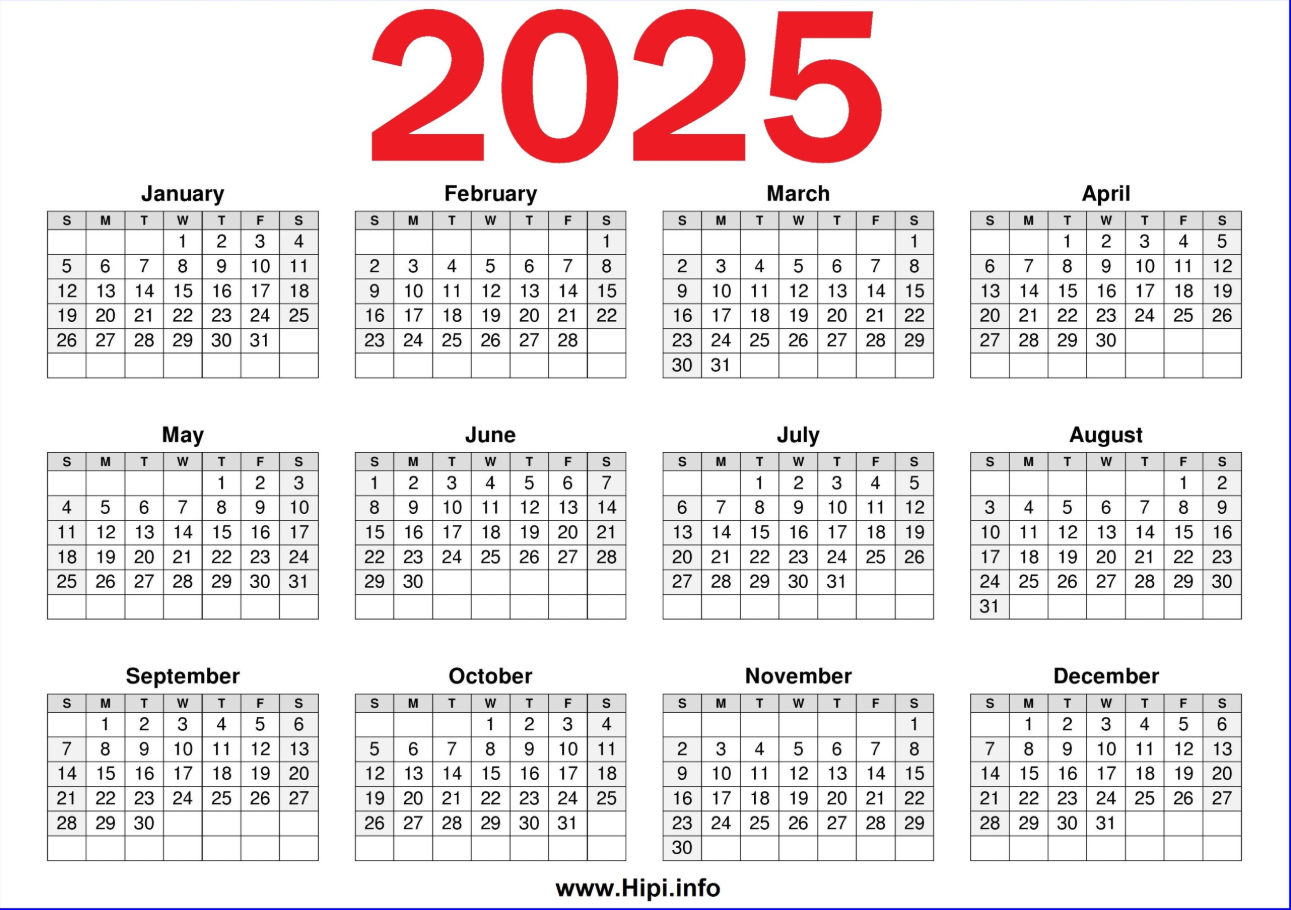 2025
January February March April
S M T W T F S S M T W T F S S M T W T F S S M T W T F S
1 2 3 4 1 1 1 2 3 4 5
5 6 7 8 9 10 11 2 3 4 5 6 7 8 2 3 4 5 6 7 8 6 7 8 9 10 11 12
12 13 14 15 16 17 18 9 10 11 12 13 14 15 9 10 11 12 13 14 15 13 14 15 16 17 18 19
19 20 21 22 23 24 25 16 17 18 19 20 21 22 16 17 18 19 20 21 22 20 21 22 23 24 25 26
26 27 28 29 30 31 23 24 25 26 27 28 23 24 25 26 27 28 29 27 28 29 30
30 31
May June July August
S M T W T F S S M T W T F S S M T W T F S S M T W T F S
1 2 3 1 2 3 4 5 6 7 1 2 3 4 5 1 2
4 5 6 7 8 9 10 8 9 10 11 12 13 14 6 7 8 9 10 11 12 3 4 5 6 7 8 9
11 12 13 14 15 16 17 15 16 17 18 19 20 21 13 14 15 16 17 18 19 10 11 12 13 14 15 16
18 19 20 21 22 23 24 22 23 24 25 26 27 28 20 21 22 23 24 25 26 17 18 19 20 21 22 23
25 26 27 28 29 30 31 29 30 27 28 29 30 31 24 25 26 27 28 29 30
31
September October November December
S M T W T F S S M T W T F S S M T W T F S S M T W T F S
1 2 3 4 5 6 1 2 3 4 1 1 2 3 4 5 6
7 8 9 10 11 12 13 5 6 7 8 9 10 11 2 3 4 5 6 7 8 7 8 9 10 11 12 13
14 15 16 17 18 19 20 12 13 14 15 16 17 18 9 10 11 12 13 14 15 14 15 16 17 18 19 20
21 22 23 24 25 26 27 19 20 21 22 23 24 25 16 17 18 19 20 21 22 21 22 23 24 25 26 27
28 29 30 26 27 28 29 30 31 23 24 25 26 27 28 29 28 29 30 31
30
www.Hipi.info